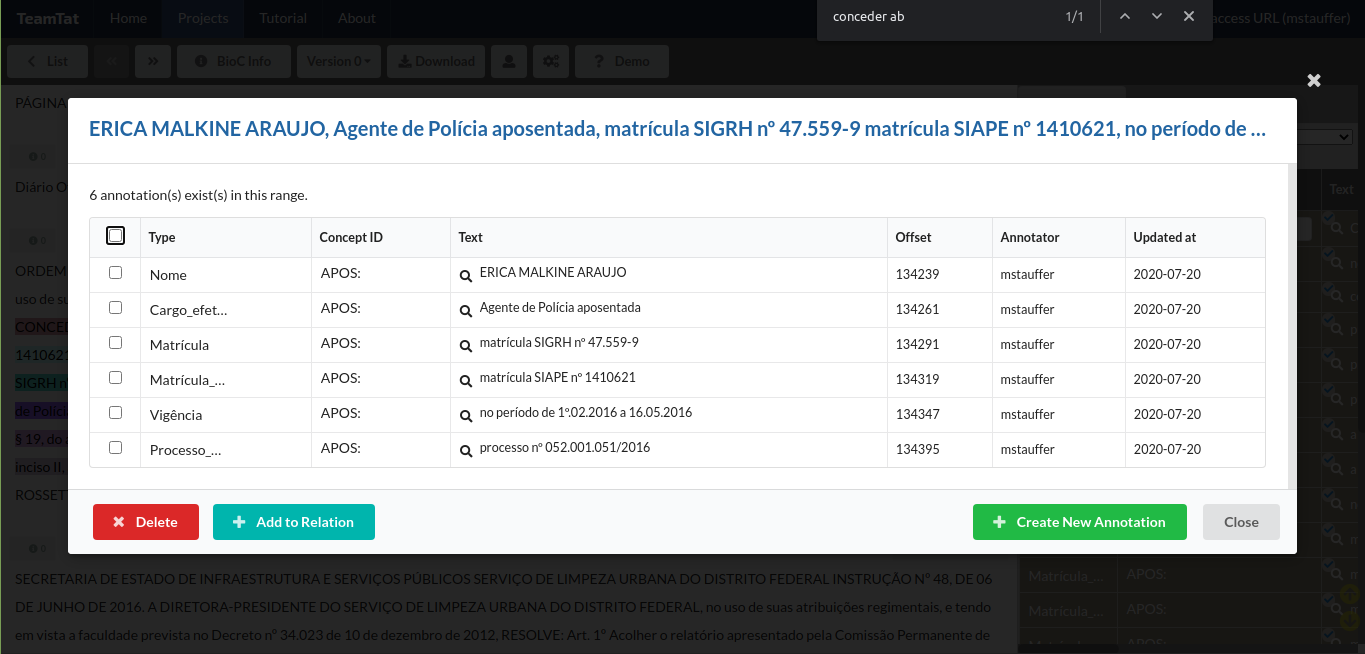 TeamTat Home Projects Tutorial About access URL (mstauffer)
conceder ab 1/1
List BioC Info Version 0 Download Demo
PÁGINA
ERICA MALKINE ARAUJO, Agente de Polícia aposentada, matrícula SIGRH nº 47.559-9 matrícula SIAPE nº 1410621, no período de ...
0
Diário O
Text
0
ORDEM
uso de su
CONCED
1410621
SIGRH nº
de Polícia
§ 19, do a
inciso II,
ROSSET
6 annotation(s) exist(s) in this range.
Type Concept ID Text Offset Annotator Updated at
Nome APOS: ERICA MALKINE ARAUJO 134239 mstauffer 2020-07-20
Cargo_efet... APOS: Agente de Polícia aposentada 134261 mstauffer 2020-07-20
Matrícula APOS: matrícula SIGRH nº 47.559-9 134291 mstauffer 2020-07-20
Matrícula_... APOS: matrícula SIAPE nº 1410621 134319 mstauffer 2020-07-20
Vigência APOS: no período de 1º.02.2016 a 16.05.2016 134347 mstauffer 2020-07-20
Processo_... APOS: processo nº 052.001.051/2016 134395 mstauffer 2020-07-20
Delete Add to Relation Create New Annotation Close
0
SECRETARIA DE ESTADO DE INFRAESTRUTURA E SERVIÇOS PÚBLICOS SERVIÇO DE LIMPEZA URBANA DO DISTRITO FEDERAL INSTRUÇÃO Nº 48, DE 06
DE JUNHO DE 2016. A DIRETORA-PRESIDENTE DO SERVIÇO DE LIMPEZA URBANA DO DISTRITO FEDERAL, no uso de suas atribuições regimentais, e tendo
em vista a faculdade prevista no Decreto nº 34.023 de 10 de dezembro de 2012, RESOLVE: Art. 1º Acolher o relatório apresentado pela Comissão Permanente de
Matrícula_... APOS:
Matrícula_... APOS:
APOS: